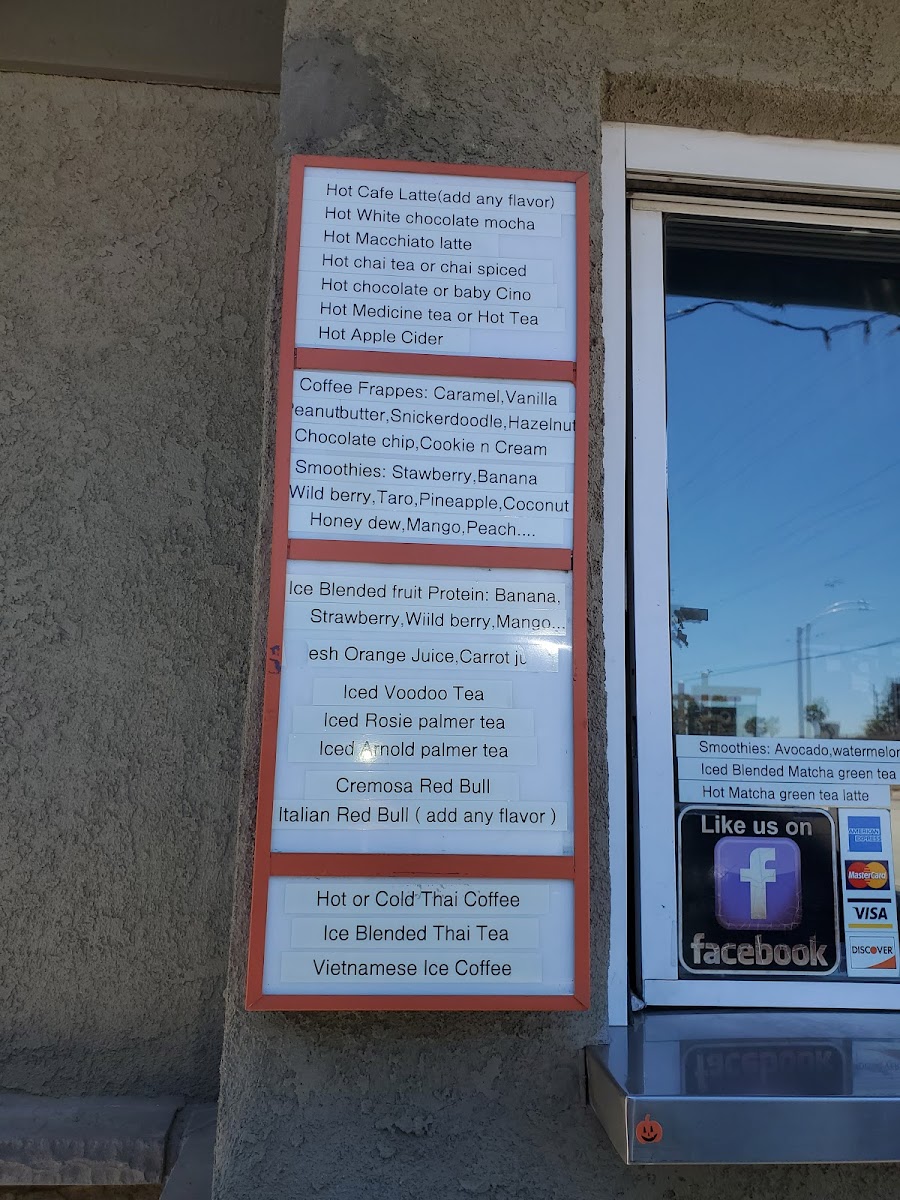 Hot Cafe Latte(add any flavor)
Hot White chocolate mocha
Hot Macchiato latte
Hot chai tea or chai spiced
Hot chocolate or baby Cino
Hot Medicine tea or Hot Tea
Hot Apple Cider
Coffee Frappes: Caramel,Vanilla
eanutbutter,Snickerdoodle,Hazelnut
Chocolate chip,Cookie n Cream
Smoothies: Stawberry,Banana
Wild berry,Taro,Pineapple,Coconut
Honey dew,Mango,Peach....
Ice Blended fruit Protein: Banana,
Strawberry,Wiild berry,Mango...
esh Orange Juice,Carrot ju
Iced Voodoo Tea
Iced Rosie palmer tea
Iced Arnold palmer tea
Cremosa Red Bull
Italian Red Bull ( add any flavor )
Hot or Cold Thai Coffee
Ice Blended Thai Tea
Vietnamese Ice Coffee
Smoothies: Avocado,watermelon
Iced Blended Matcha green tea
Hot Matcha green tea latte
Like us on
f
facebook
AMERICAN EXPRESS
MasterCard
VISA
DISCOVER